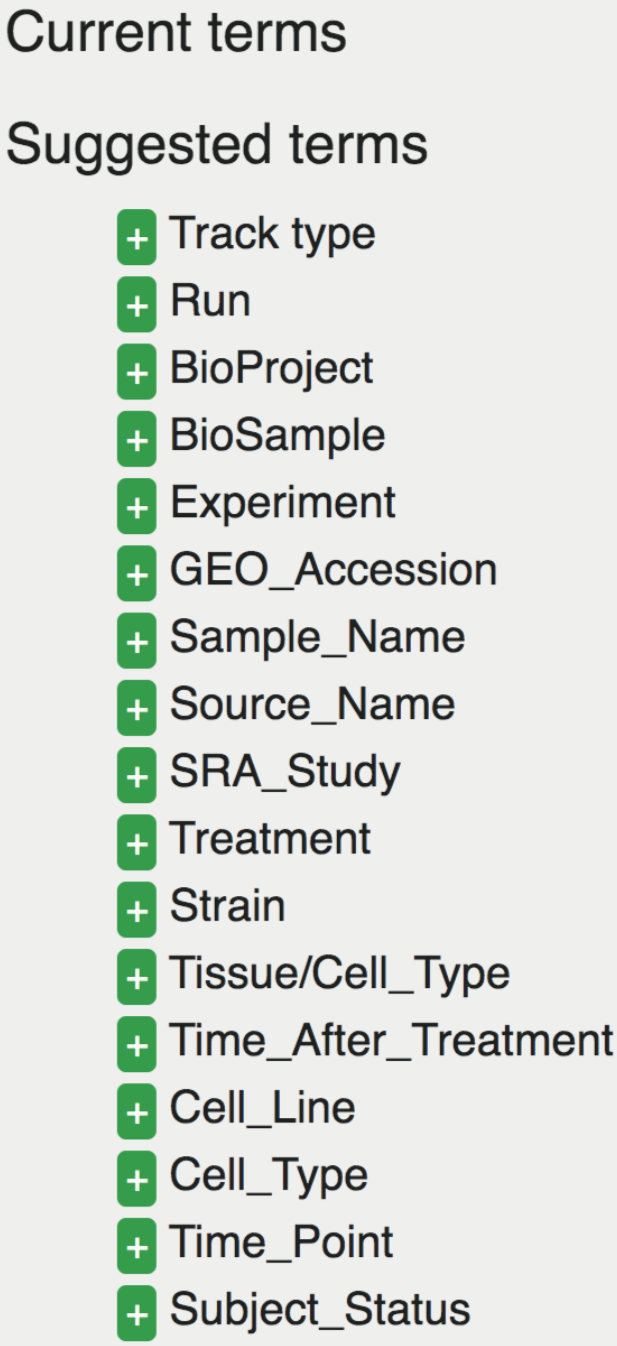 Current terms
Suggested terms
+ Track type
+ Run
+ BioProject
+ BioSample
+ Experiment
+ GEO_Accession
+ Sample_Name
+ Source_Name
+ SRA_Study
+ Treatment
+ Strain
+ Tissue/Cell_Type
+ Time_After_Treatment
+ Cell_Line
+ Cell_Type
+ Time_Point
+ Subject_Status